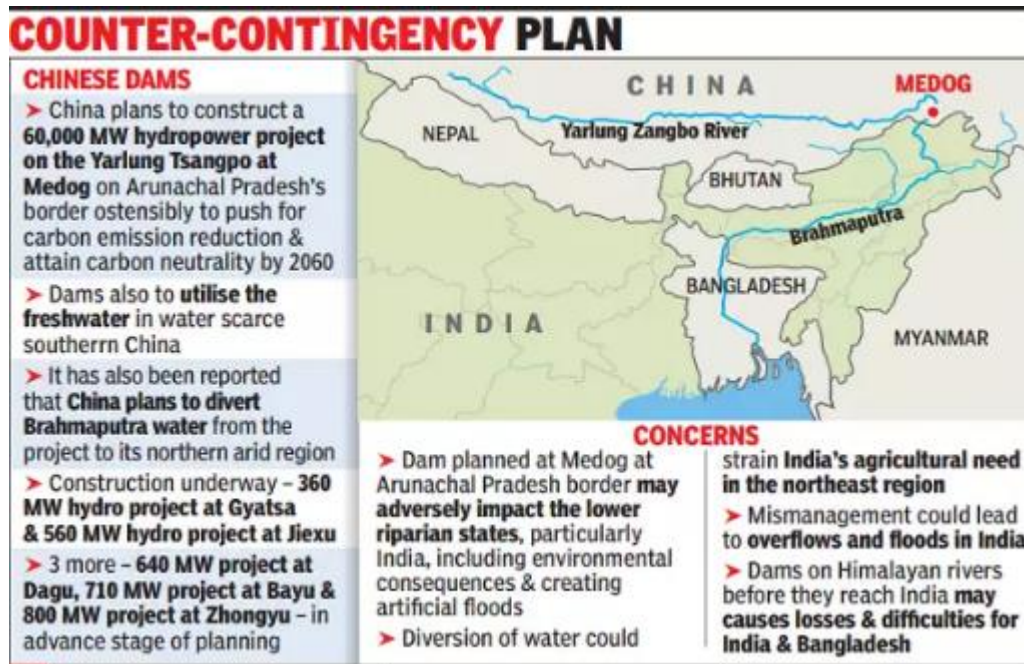 COUNTER-CONTINGENCY PLAN
CHINESE DAMS
➤ China plans to construct a
60,000 MW hydropower project
on the Yarlung Tsangpo at
Medog on Arunachal Pradesh's
border ostensibly to push for
carbon emission reduction &
attain carbon neutrality by 2060
➤ Dams also to utilise the
freshwater in water scarce
southerrn China
➤ It has also been reported
that China plans to divert
Brahmaputra water from the
project to its northern arid region
➤ Construction underway – 360
MW hydro project at Gyatsa
& 560 MW hydro project at Jiexu
➤ 3 more – 640 MW project at
Dagu, 710 MW project at Bayu &
800 MW project at Zhongyu – in
advance stage of planning
CHINA
MEDOG
NEPAL
Yarlung Zangbo River
BHUTAN
Brahmaputra
BANGLADESH
INDIA
MYANMAR
CONCERNS
➤ Dam planned at Medog at
Arunachal Pradesh border may
adversely impact the lower
riparian states, particularly
India, including environmental
consequences & creating
artificial floods
➤ Diversion of water could
strain India's agricultural need
in the northeast region
➤ Mismanagement could lead
to overflows and floods in India
➤ Dams on Himalayan rivers
before they reach India may
causes losses & difficulties for
India & Bangladesh